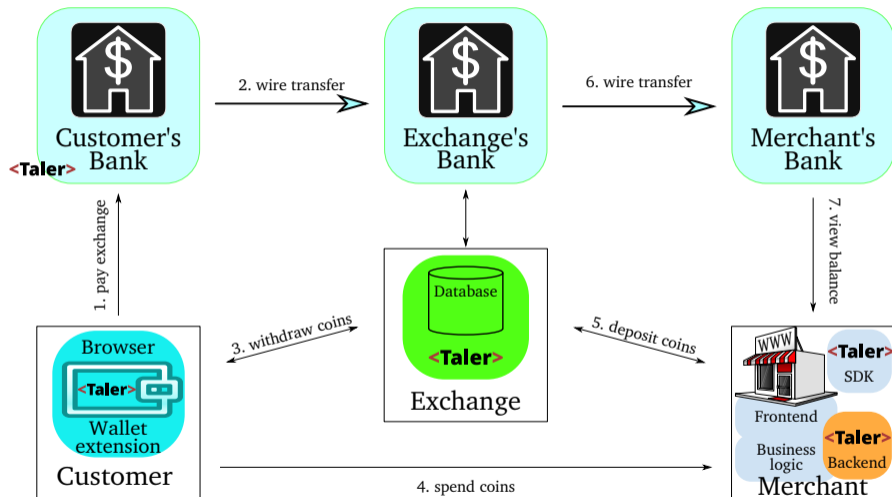 $
Customer's
Bank
<Taler>
2. wire transfer
$
Exchange's
Bank
6. wire transfer
$
Merchant's
Bank
1. pay exchange
3. withdraw coins
Database
<Taler>
Exchange
5. deposit coins
7. view balance
Browser
<Taler>
Wallet
extension
Customer
4. spend coins
WWW
<Taler>
SDK
Frontend
Business
logic
<Taler>
Backend
Merchant